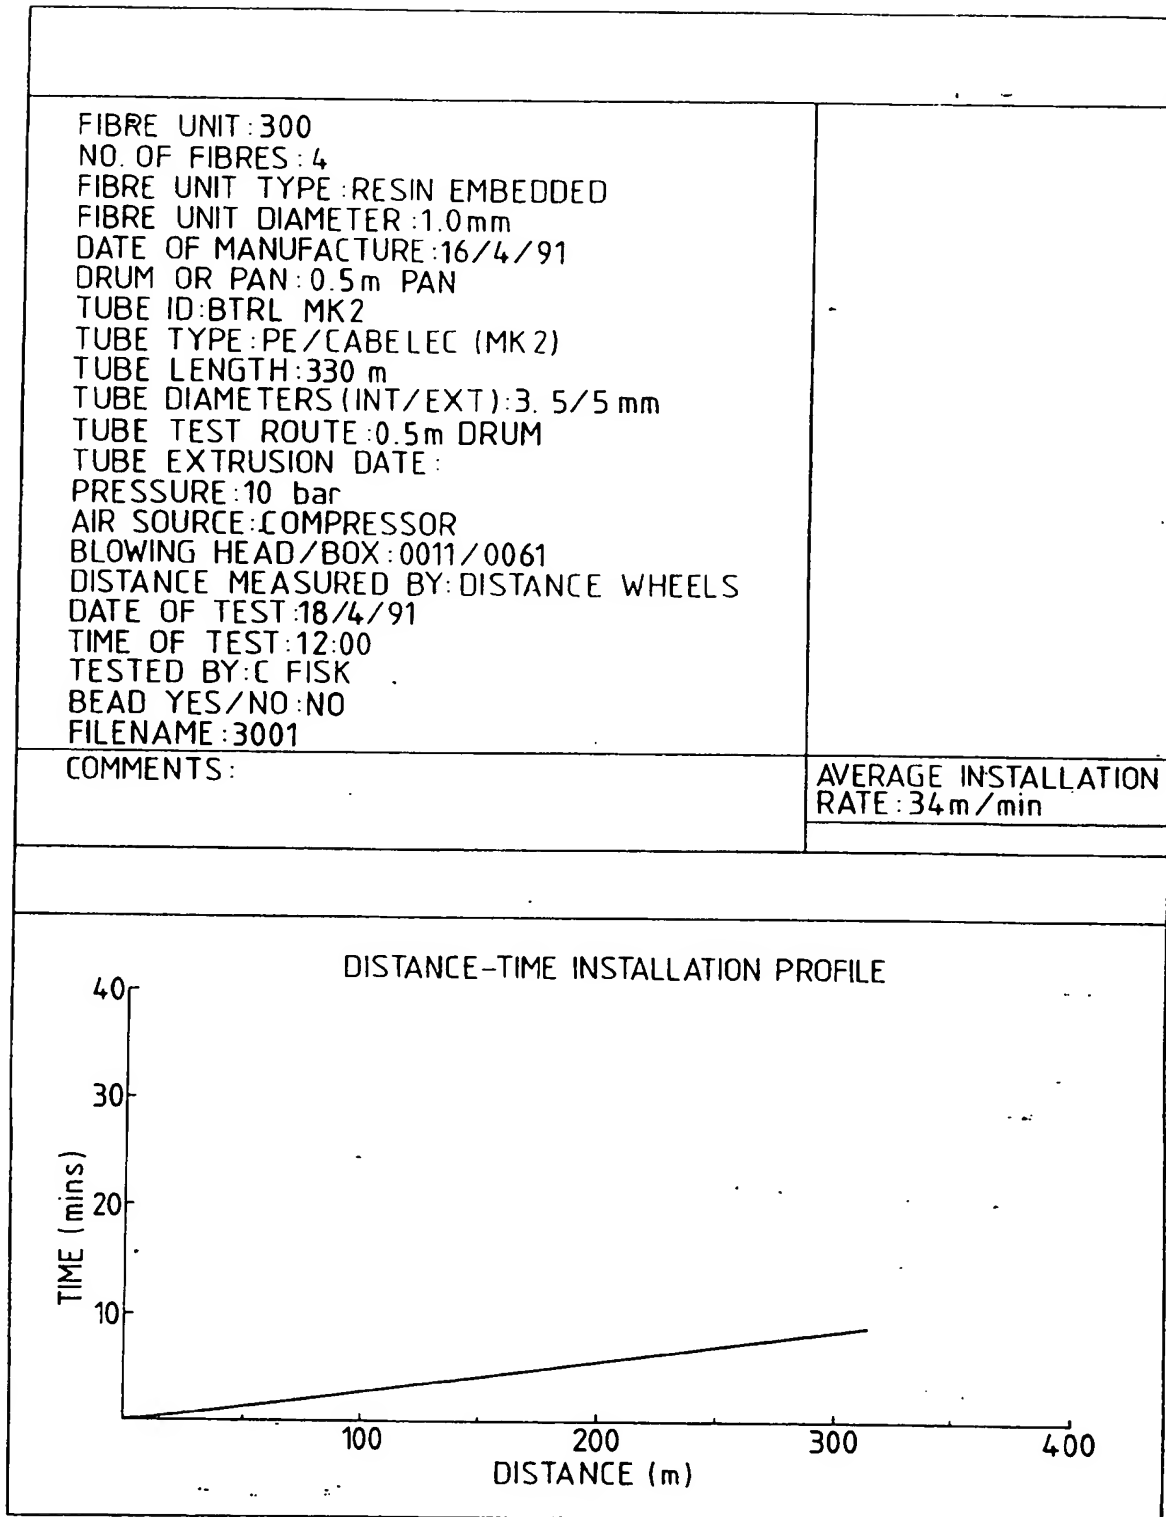 FIBRE UNIT:300
NO. OF FIBRES:4
FIBRE UNIT TYPE:RESIN EMBEDDED
FIBRE UNIT DIAMETER:1.0mm
DATE OF MANUFACTURE:16/4/91
DRUM OR PAN:0.5m PAN
TUBE ID:BTRL MK2
TUBE TYPE:PE/CABELEC (MK2)
TUBE LENGTH:330 m
TUBE DIAMETERS(INT/EXT):3.5/5mm
TUBE TEST ROUTE:0.5m DRUM
TUBE EXTRUSION DATE:
PRESSURE:10 bar
AIR SOURCE:COMPRESSOR
BLOWING HEAD/BOX:0011/0061
DISTANCE MEASURED BY:DISTANCE WHEELS
DATE OF TEST:18/4/91
TIME OF TEST:12:00
TESTED BY:C FISK
BEAD YES/NO:NO
FILENAME:3001
COMMENTS:
AVERAGE INSTALLATION
RATE:34m/min
DISTANCE-TIME INSTALLATION PROFILE
40
30
20
10
TIME (mins)
100
200
300
400
DISTANCE (m)